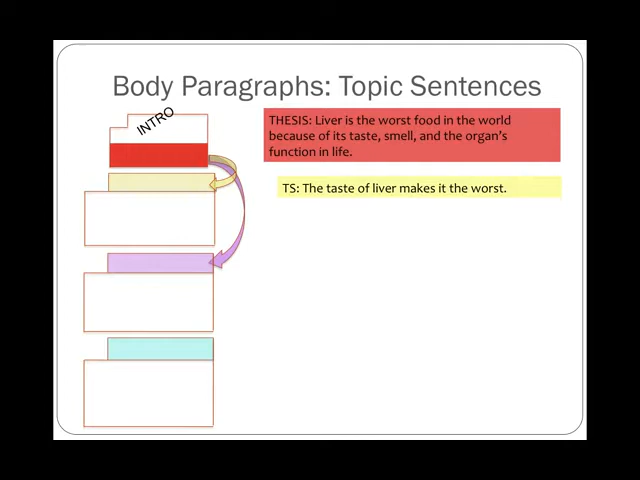 Body Paragraphs: Topic Sentences
INTRO
THESIS: Liver is the worst food in the world
because of its taste, smell, and the organ's
function in life.
TS: The taste of liver makes it the worst.